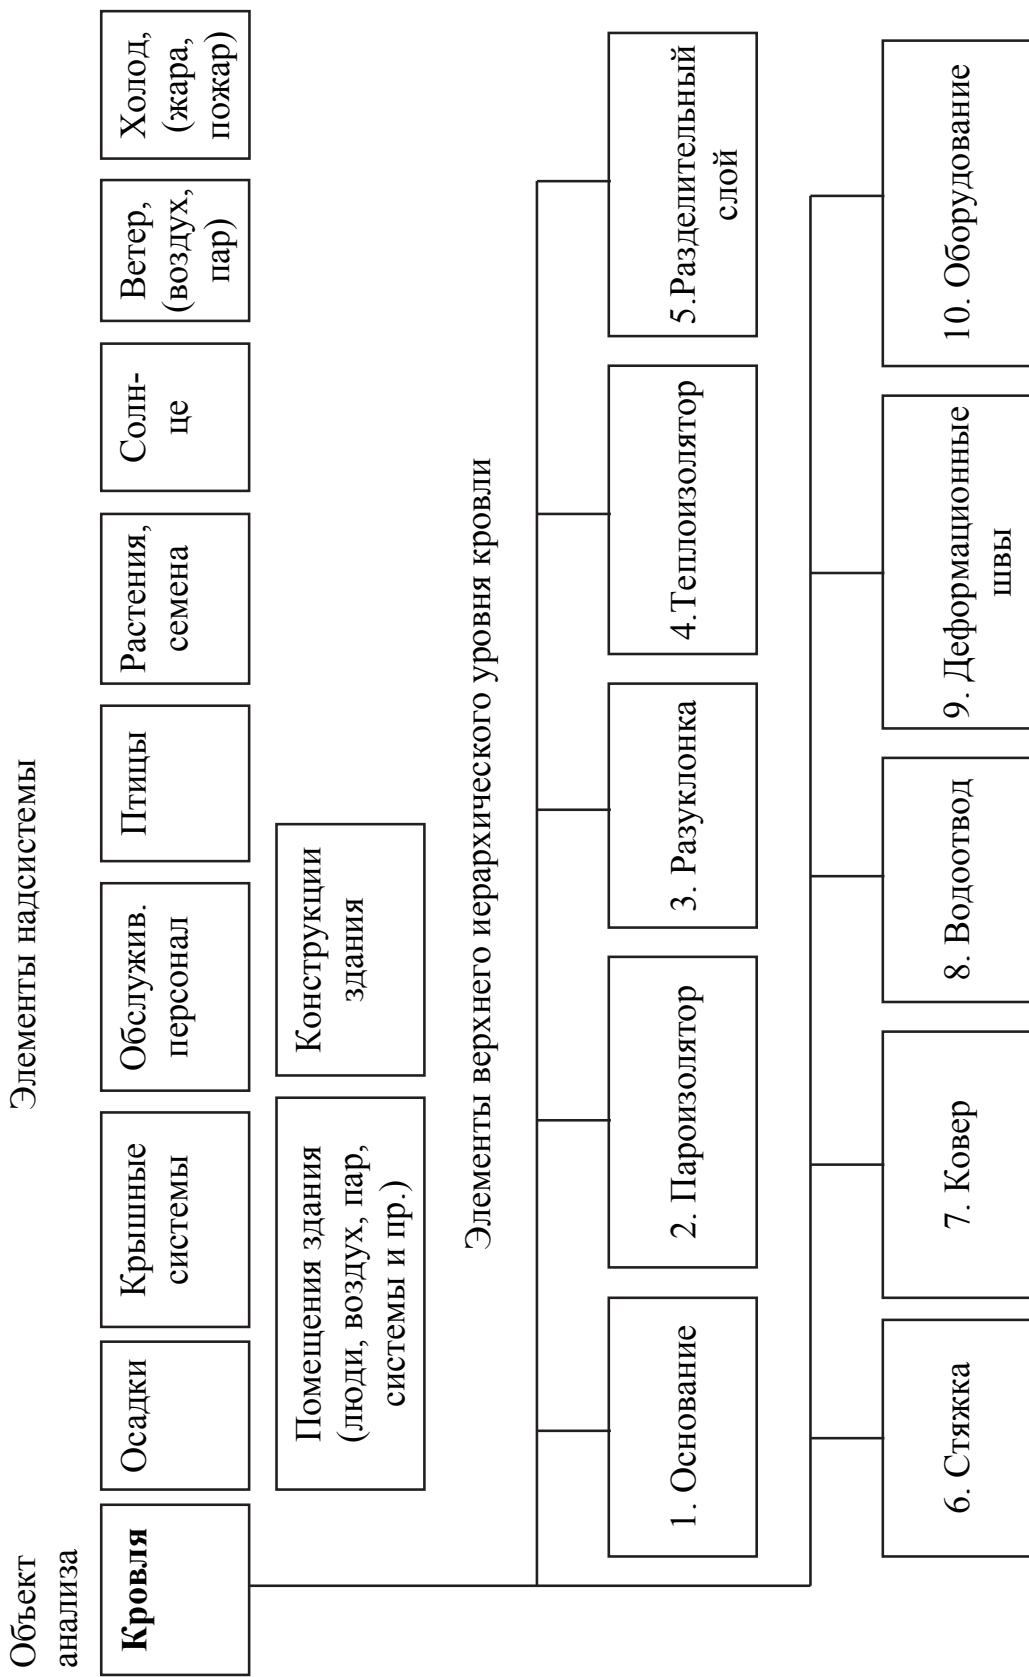 Объект
анализа
Элементы надсистемы
Кровля
Осадки
Крышные
системы
Обслужив.
персонал
Птицы
Растения,
семена
Солн-
це
Ветер,
(воздух,
пар)
Холод,
(жара,
пожар)
Помещения здания
(люди, воздух, пар,
системы и пр.)
Конструкции
здания
Элементы верхнего иерархического уровня кровли
1. Основание
2. Пароизолятор
3. Разуклонка
4.Теплоизолятор
5.Разделительный
слой
6. Стяжка
7. Ковер
8. Водоотвод
9. Деформационные
швы
10. Оборудование